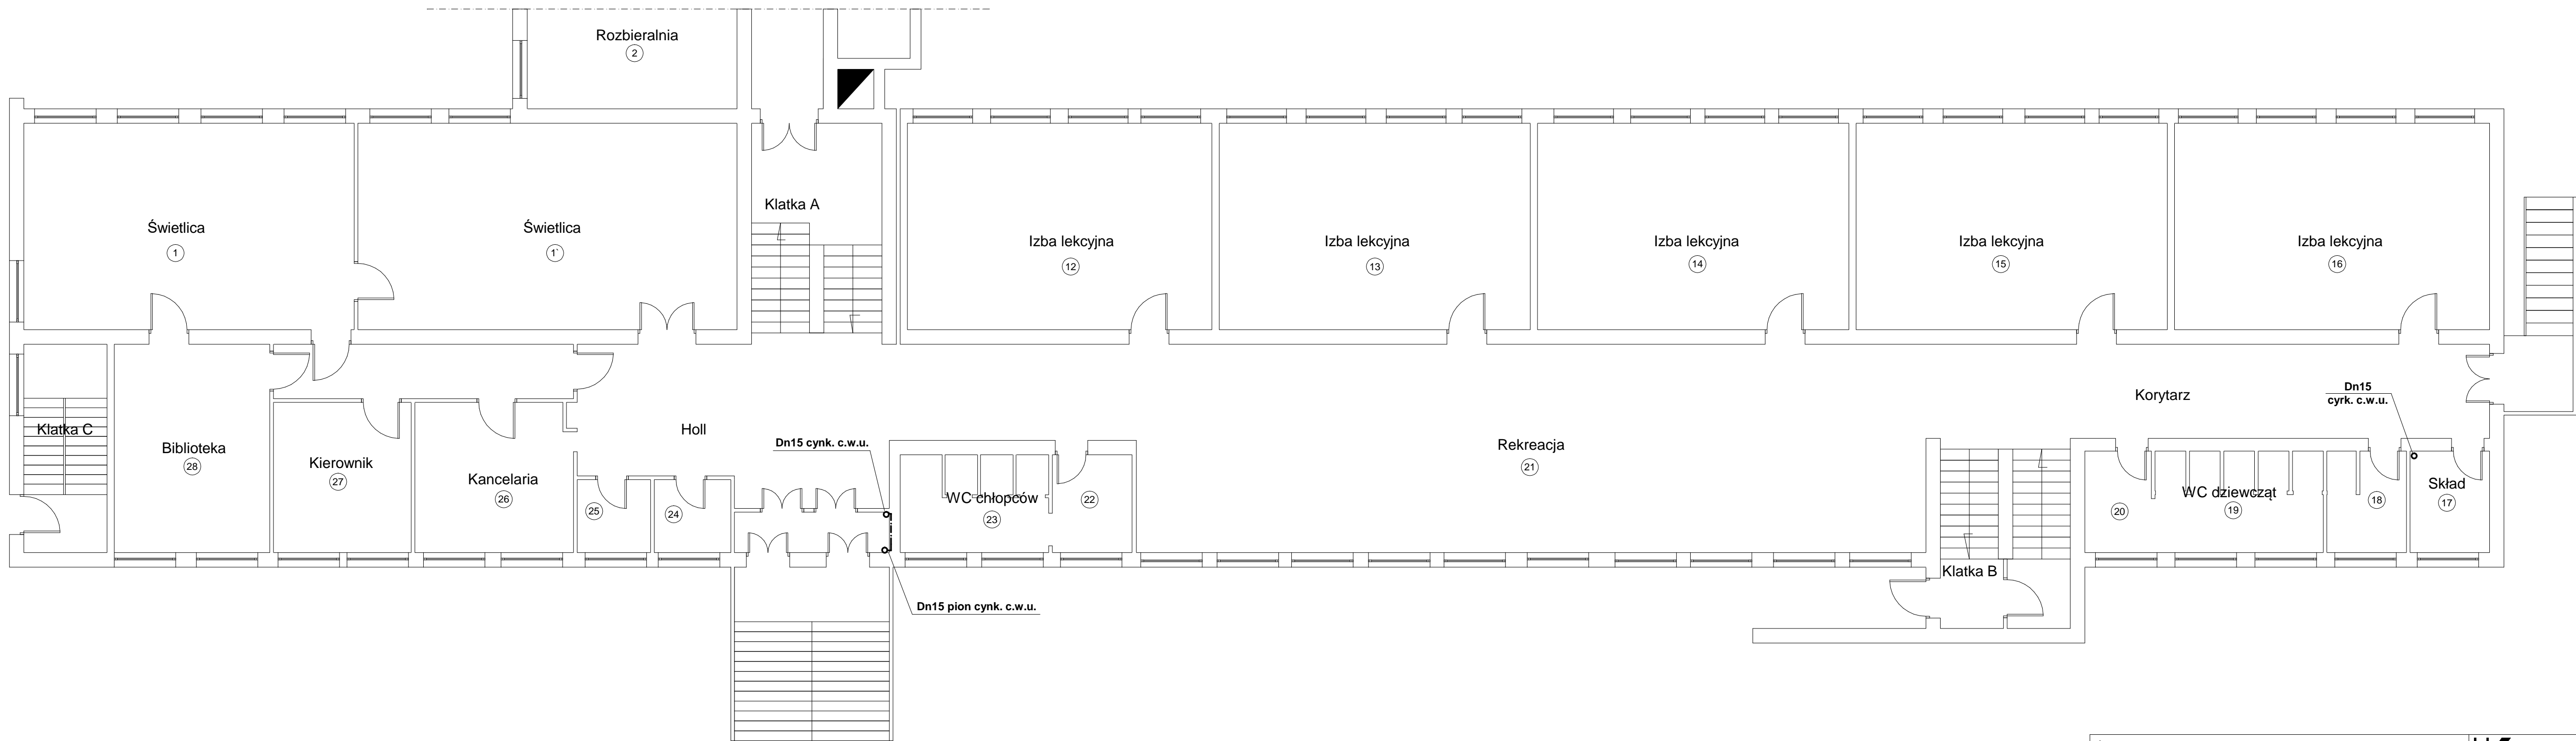 Rozbieralnia
2
Klatka A
Świetlica
1
Świetlica
1`
Izba lekcyjna
12
Izba lekcyjna
13
Izba lekcyjna
14
Izba lekcyjna
15
Izba lekcyjna
16
Dn15
cyrk. c.w.u.
Korytarz
Klatka C
Holl
Dn15 cynk. c.w.u.
Rekreacja
21
Biblioteka
28
Kierownik
27
Kancelaria
26
25
24
WC chłopców
23
22
20
WC dziewcząt
19
18
Skład
17
Klatka B
Dn15 pion cynk. c.w.u.